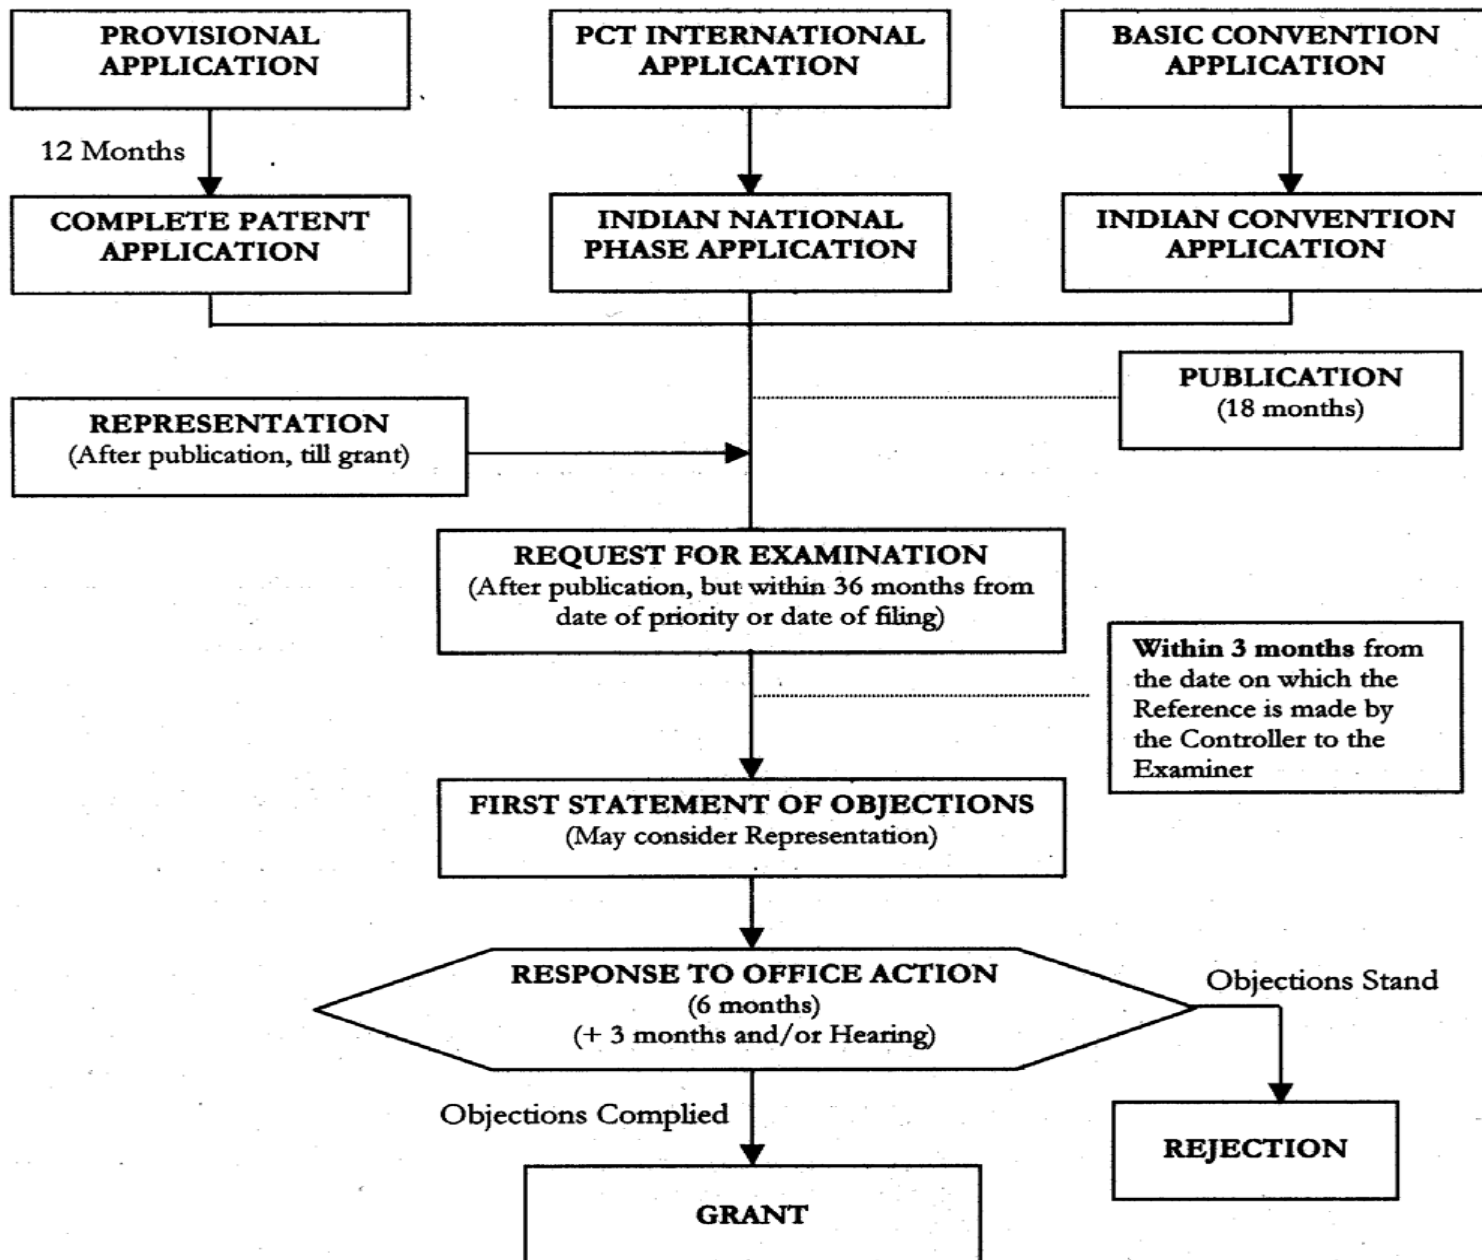 PROVISIONAL
APPLICATION
PCT INTERNATIONAL
APPLICATION
BASIC CONVENTION
APPLICATION
12 Months
COMPLETE PATENT
APPLICATION
INDIAN NATIONAL
PHASE APPLICATION
INDIAN CONVENTION
APPLICATION
PUBLICATION
(18 months)
REPRESENTATION
(After publication, till grant)
REQUEST FOR EXAMINATION
(After publication, but within 36 months from
date of priority or date of filing)
Within 3 months from
the date on which the
Reference is made by
the Controller to the
Examiner
FIRST STATEMENT OF OBJECTIONS
(May consider Representation)
RESPONSE TO OFFICE ACTION
(6 months)
(+ 3 months and/or Hearing)
Objections Stand
Objections Complied
REJECTION
GRANT